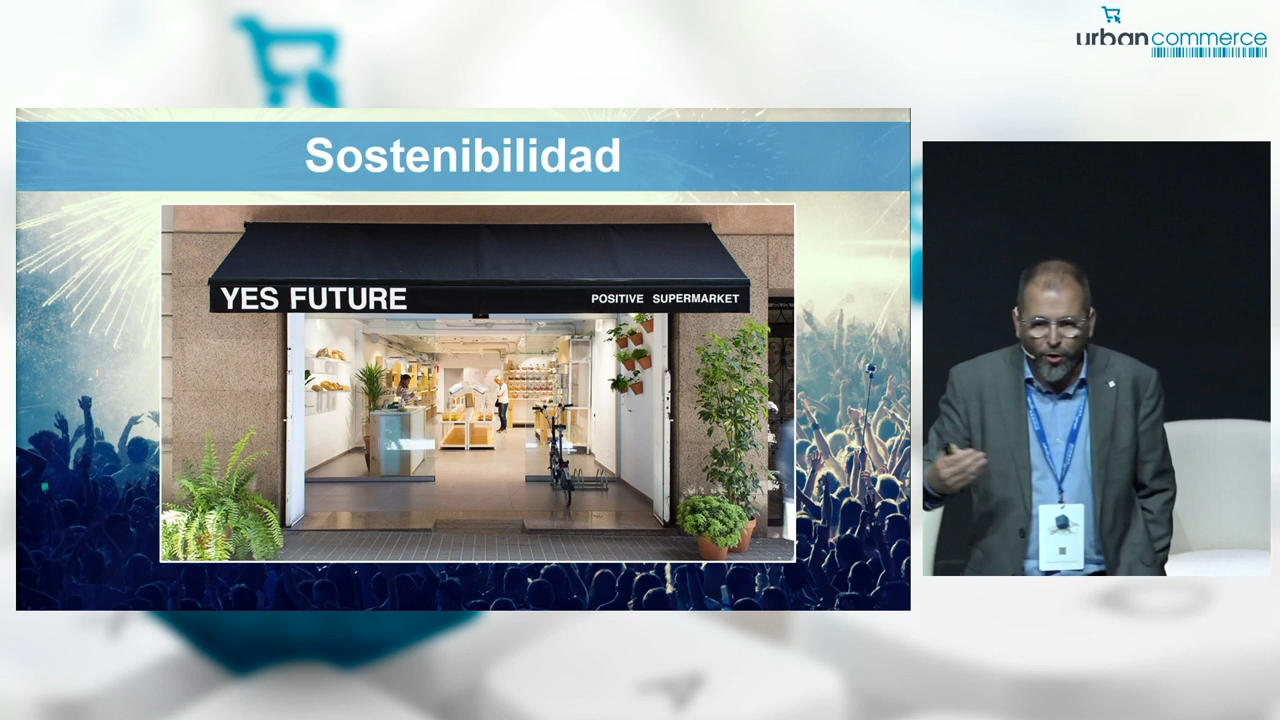 urbancommerce
Sostenibilidad
YES FUTURE
POSITIVE SUPERMARKET